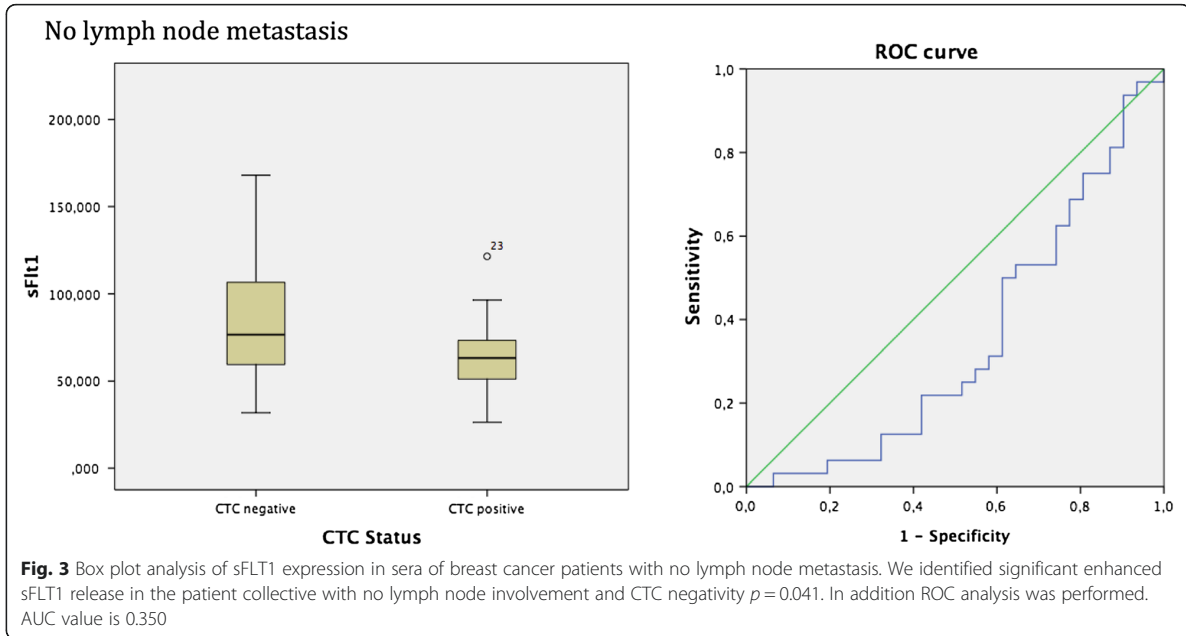 No lymph node metastasis
sFlt1
200,000
150,000
100,000
50,000
,000
23
CTC negative
CTC positive
CTC Status
ROC curve
Sensitivity
1,0
0,8
0,6
0,4
0,2
0,0
0,0
0,2
0,4
0,6
0,8
1,0
1 - Specificity
Fig. 3 Box plot analysis of sFLT1 expression in sera of breast cancer patients with no lymph node metastasis. We identified significant enhanced
sFLT1 release in the patient collective with no lymph node involvement and CTC negativity p = 0.041. In addition ROC analysis was performed.
AUC value is 0.350